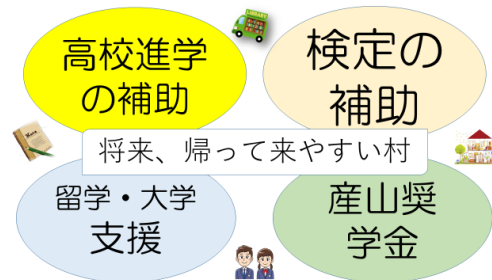 高校進学
の補助
検定の
補助
将来、帰って来やすい村
留学・大学
支援
産山奨
学金
LIBRARY